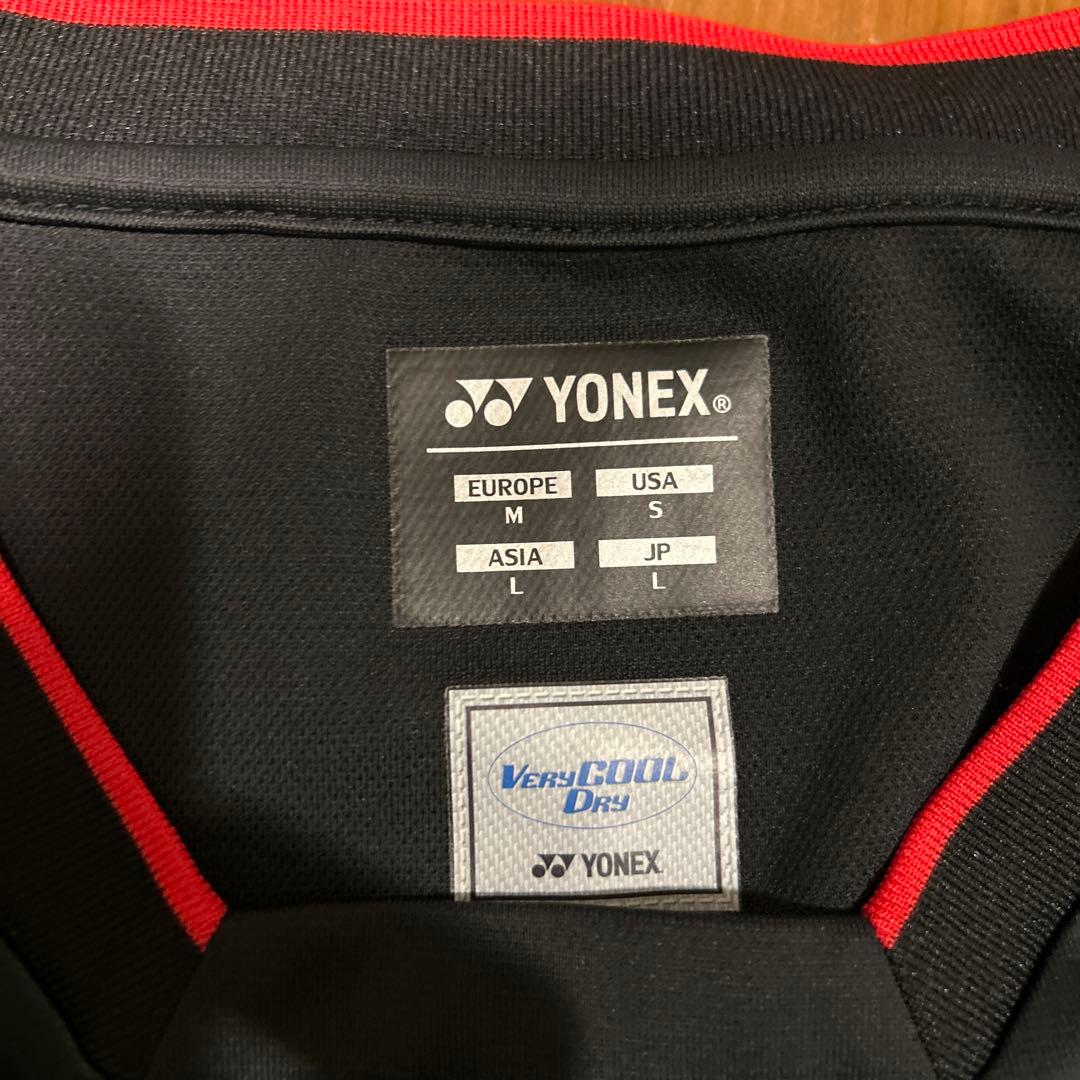 YONEX®
EUROPE USA
M S
ASIA JP
L L
VERYCOOL
DRY
YONEX